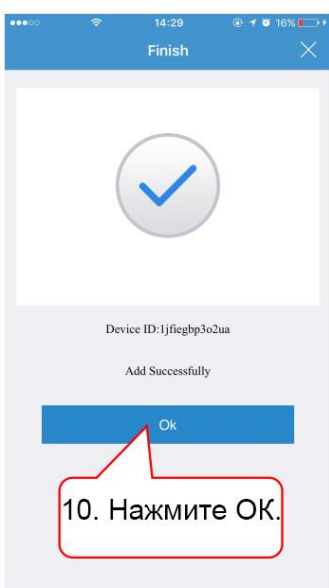 14:29 16%
Finish
Device ID:1jfiegbp3o2ua
Add Successfully
Ok
10. Нажмите ОК.